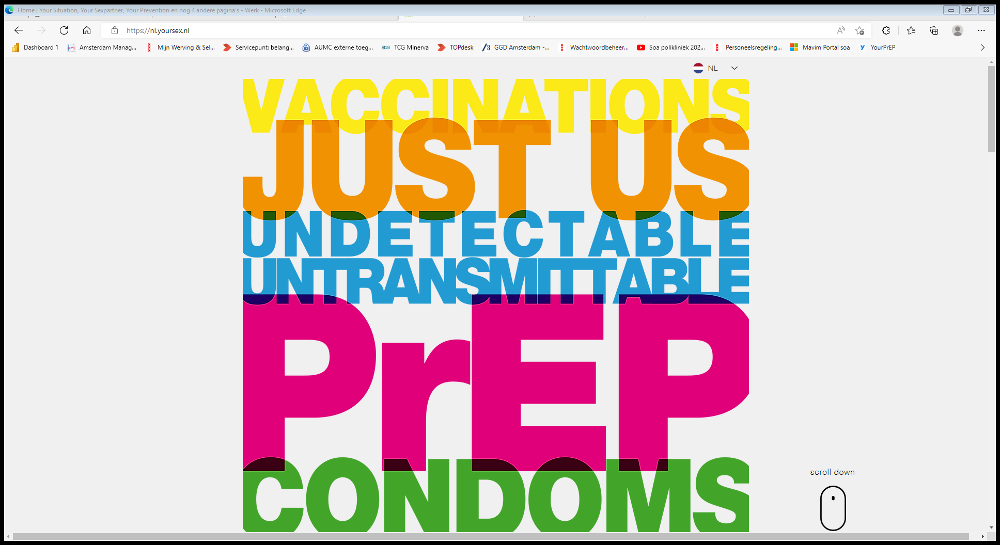 Home | Your Situation, Your Sexpartner, Your Prevention en nog 4 andere pagina's - Werk - Microsoft Edge
https://nl.yoursex.nl
Dashboard 1 Amsterdam Manag... Mijn Werving & Sel... Servicepunt: belang... AUMC externe toeg... TCG Minerva TOPdesk GGD Amsterdam -... Wachtwoordbeheer... Soa polikliniek 202... Personeelsregeling... Mavim Portal soa YourPrEP
NL
VACCINATIONS
JUST US
UNDETECTABLE
UNTRANSMITTABLE
PrEP
CONDOMS
scroll down